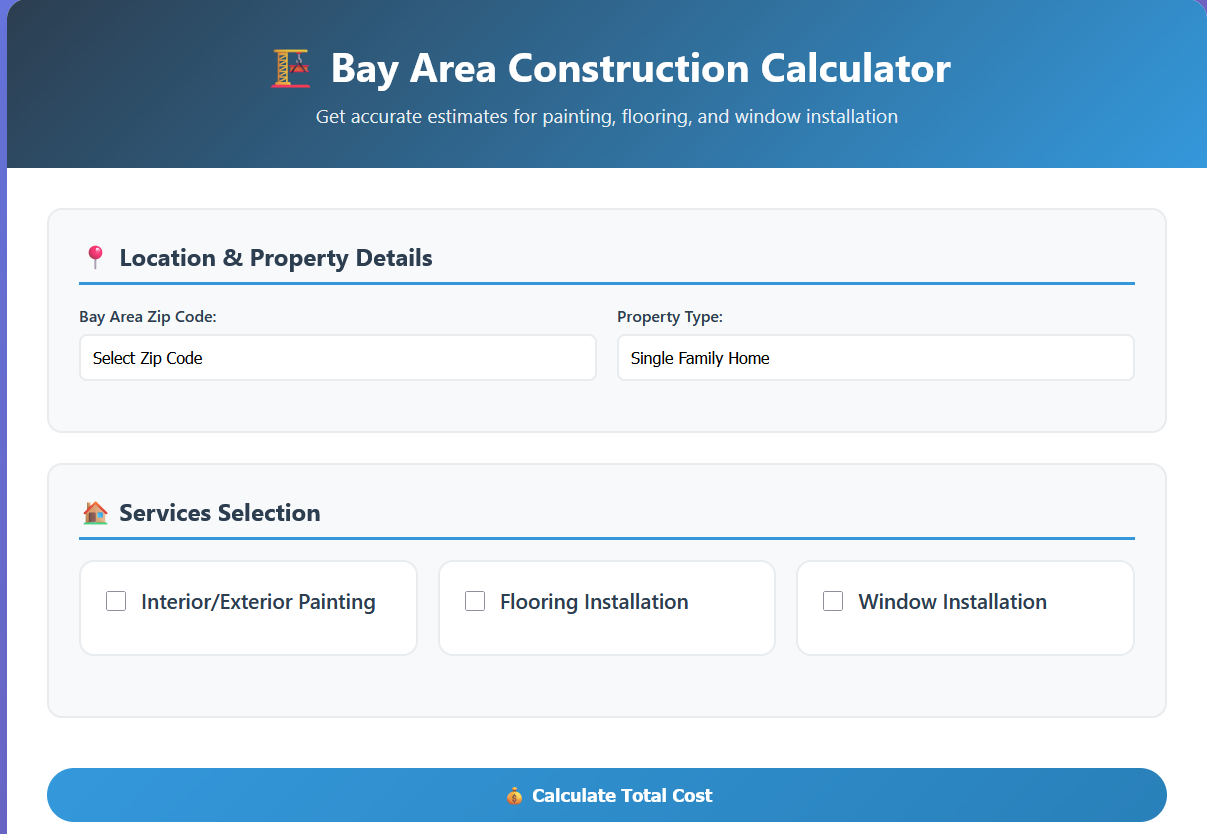 Bay Area Construction Calculator
Get accurate estimates for painting, flooring, and window installation
Location & Property Details
Bay Area Zip Code:
Property Type:
Select Zip Code
Single Family Home
Services Selection
Interior/Exterior Painting
Flooring Installation
Window Installation
Calculate Total Cost